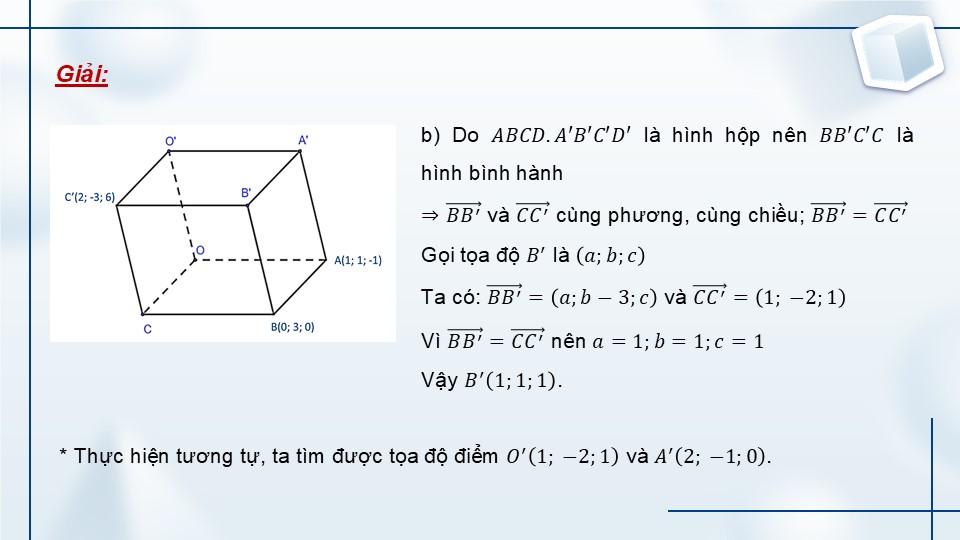 Giải:
O'
A'
C'(2; -3; 6)
B'
O
A(1; 1; -1)
C
B(0; 3; 0)
b) Do 𝐴𝐵𝐶𝐷.𝐴′𝐵′𝐶′𝐷′ là hình hộp nên 𝐵𝐵′𝐶′𝐶 là
hình bình hành
⇒ $\overrightarrow{BB'}$ và $\overrightarrow{CC'}$ cùng phương, cùng chiều; $\overrightarrow{BB'} = \overrightarrow{CC'}$
Gọi tọa độ 𝐵′ là (𝑎; 𝑏; 𝑐)
Ta có: $\overrightarrow{BB'} = (a; b − 3; c)$ và $\overrightarrow{CC'} = (1; −2; 1)$
Vì $\overrightarrow{BB'} = \overrightarrow{CC'}$ nên 𝑎 = 1; 𝑏 = 1; 𝑐 = 1
Vậy 𝐵′(1; 1; 1).
* Thực hiện tương tự, ta tìm được tọa độ điểm 𝑂′(1; −2; 1) và 𝐴′(2; −1; 0).